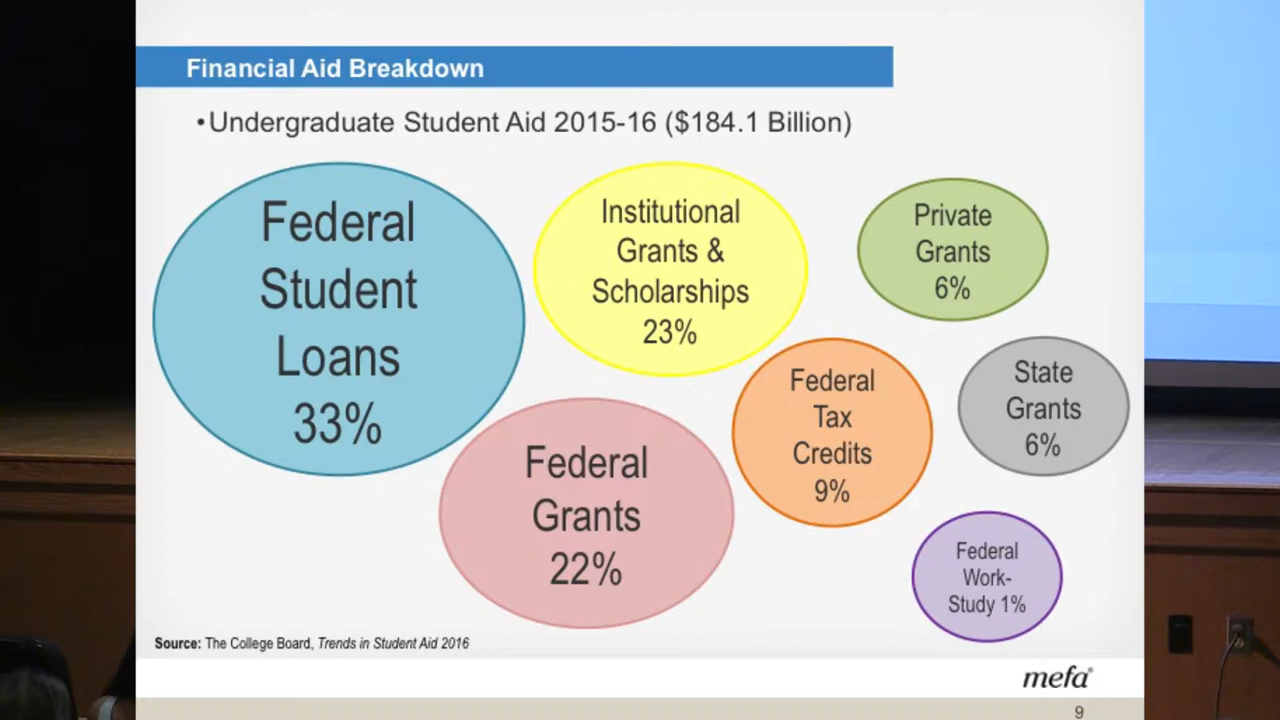 Financial Aid Breakdown
•Undergraduate Student Aid 2015-16 ($184.1 Billion)
Federal
Student
Loans
33%
Institutional
Grants &
Scholarships
23%
Private
Grants
6%
Federal
Grants
22%
Federal
Tax
Credits
9%
State
Grants
6%
Federal
Work-
Study 1%
Source: The College Board, Trends in Student Aid 2016
mefa®
9